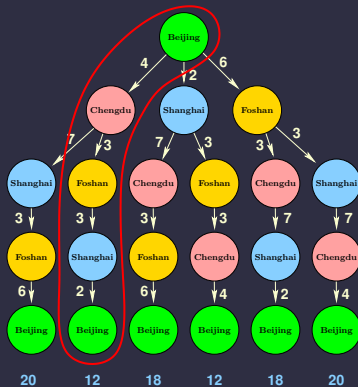 Beijing
4 2 6
Chengdu Shanghai Foshan
7 3 7 3 3 3
Shanghai Foshan Chengdu Foshan Chengdu Shanghai
3 3 3 3 7 7
Foshan Shanghai Foshan Chengdu Shanghai Chengdu
6 2 6 4 2 4
Beijing Beijing Beijing Beijing Beijing Beijing
20 12 18 12 18 20